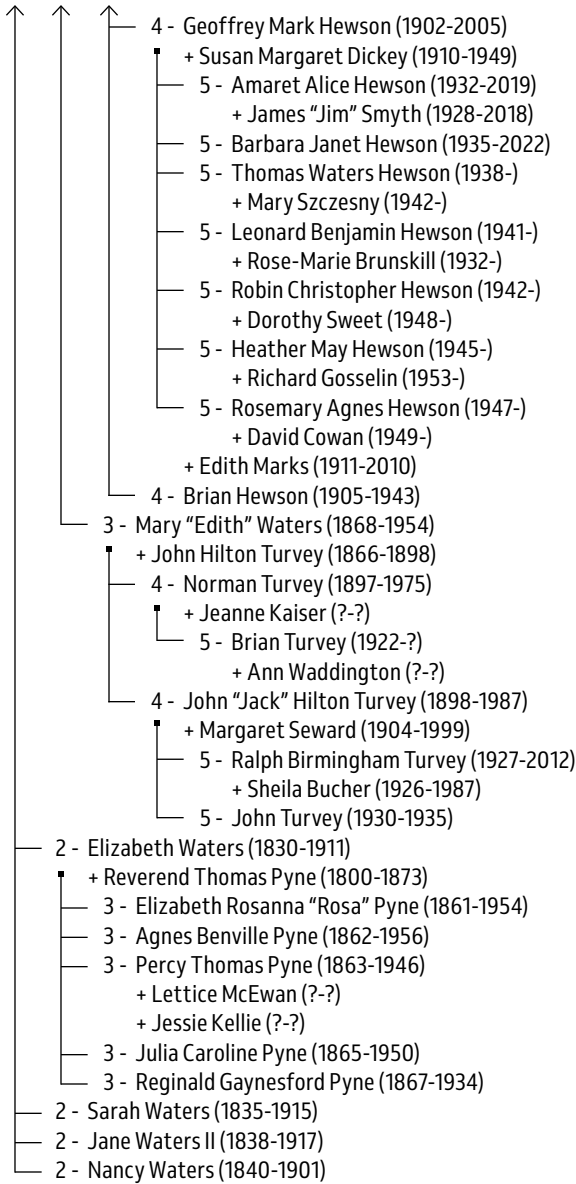 4 - Geoffrey Mark Hewson (1902-2005)
+ Susan Margaret Dickey (1910-1949)
5 - Amaret Alice Hewson (1932-2019)
+ James “Jim” Smyth (1928-2018)
5 - Barbara Janet Hewson (1935-2022)
5 - Thomas Waters Hewson (1938-)
+ Mary Szczesny (1942-)
5 - Leonard Benjamin Hewson (1941-)
+ Rose-Marie Brunskill (1932-)
5 - Robin Christopher Hewson (1942-)
+ Dorothy Sweet (1948-)
5 - Heather May Hewson (1945-)
+ Richard Gosselin (1953-)
5 - Rosemary Agnes Hewson (1947-)
+ David Cowan (1949-)
+ Edith Marks (1911-2010)
4 - Brian Hewson (1905-1943)
3 - Mary “Edith” Waters (1868-1954)
+ John Hilton Turvey (1866-1898)
4 - Norman Turvey (1897-1975)
+ Jeanne Kaiser (?-?)
5 - Brian Turvey (1922-?)
+ Ann Waddington (?-?)
4 - John “Jack” Hilton Turvey (1898-1987)
+ Margaret Seward (1904-1999)
5 - Ralph Birmingham Turvey (1927-2012)
+ Sheila Bucher (1926-1987)
5 - John Turvey (1930-1935)
2 - Elizabeth Waters (1830-1911)
+ Reverend Thomas Pyne (1800-1873)
3 - Elizabeth Rosanna “Rosa” Pyne (1861-1954)
3 - Agnes Benville Pyne (1862-1956)
3 - Percy Thomas Pyne (1863-1946)
+ Lettice McEwan (?-?)
+ Jessie Kellie (?-?)
3 - Julia Caroline Pyne (1865-1950)
3 - Reginald Gaynesford Pyne (1867-1934)
2 - Sarah Waters (1835-1915)
2 - Jane Waters II (1838-1917)
2 - Nancy Waters (1840-1901)